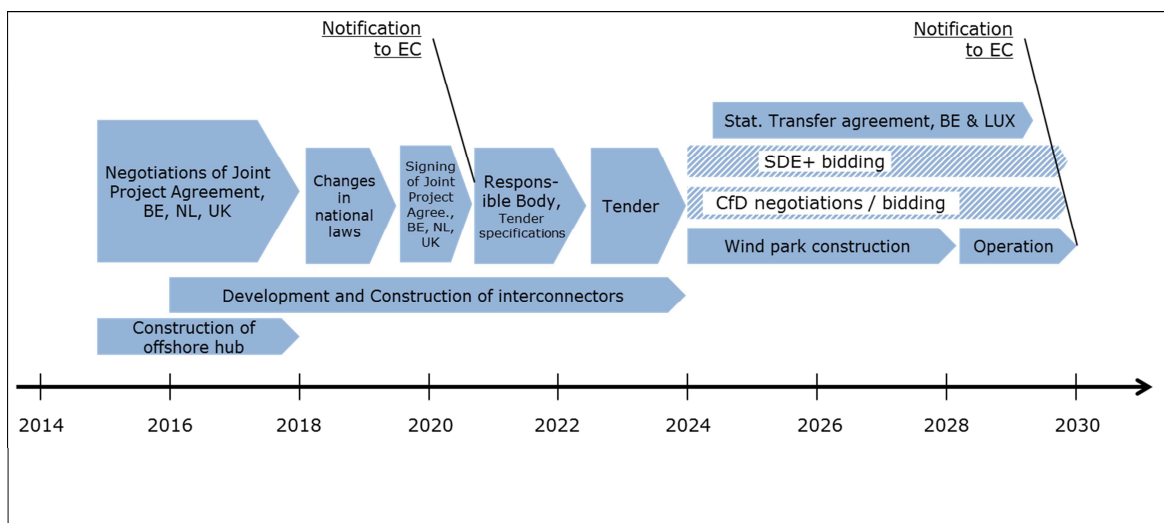 Notification
to EC
Notification
to EC
Stat. Transfer agreement, BE & LUX
SDE+ bidding
CfD negotiations / bidding
Negotiations of Joint
Project Agreement,
BE, NL, UK
Changes
in
national
laws
Signing
of Joint
Project
Agree.,
BE, NL,
UK
Respons-
ible Body,
Tender
specifications
Tender
Wind park construction
Operation
Development and Construction of interconnectors
Construction of
offshore hub
2014
2016
2018
2020
2022
2024
2026
2028
2030